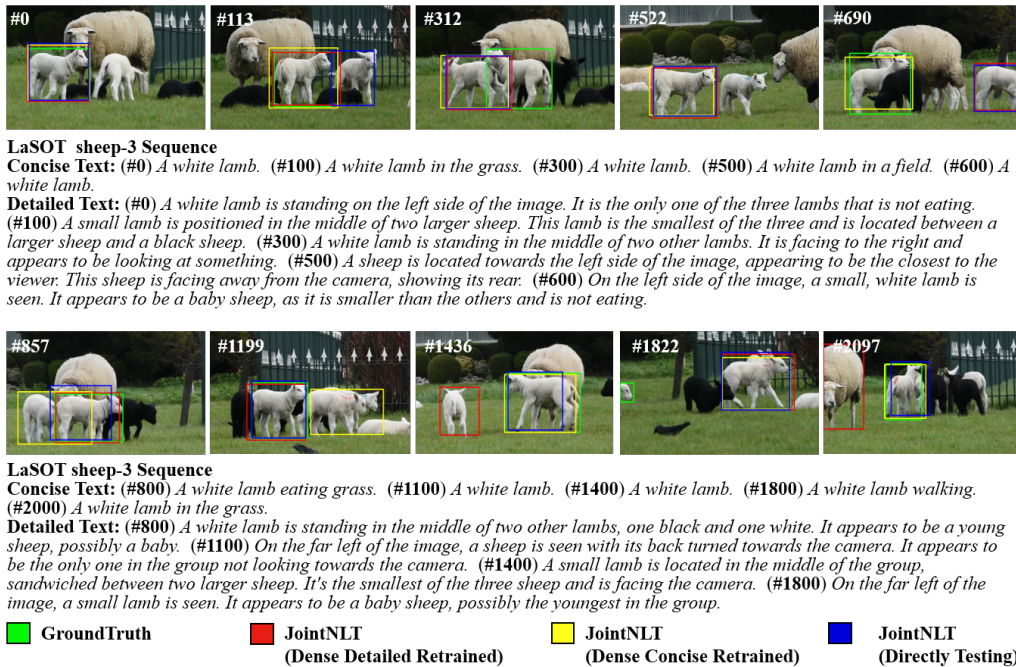 #0 #113 #312 #522 #690
LaSOT sheep-3 Sequence
Concise Text: (#0) A white lamb. (#100) A white lamb in the grass. (#300) A white lamb. (#500) A white lamb in a field. (#600) A
white lamb.
Detailed Text: (#0) A white lamb is standing on the left side of the image. It is the only one of the three lambs that is not eating.
(#100) A small lamb is positioned in the middle of two larger sheep. This lamb is the smallest of the three and is located between a
larger sheep and a black sheep. (#300) A white lamb is standing in the middle of two other lambs. It is facing to the right and
appears to be looking at something. (#500) A sheep is located towards the left side of the image, appearing to be the closest to the
viewer. This sheep is facing away from the camera, showing its rear. (#600) On the left side of the image, a small, white lamb is
seen. It appears to be a baby sheep, as it is smaller than the others and is not eating.
#857 #1199 #1436 #1822 #2097
LaSOT sheep-3 Sequence
Concise Text: (#800) A white lamb eating grass. (#1100) A white lamb. (#1400) A white lamb. (#1800) A white lamb walking.
(#2000) A white lamb in the grass.
Detailed Text: (#800) A white lamb is standing in the middle of two other lambs, one black and one white. It appears to be a young
sheep, possibly a baby. (#1100) On the far left of the image, a sheep is seen with its back turned towards the camera. It appears to
be the only one in the group not looking towards the camera. (#1400) A small lamb is located in the middle of the group,
sandwiched between two larger sheep. It's the smallest of the three sheep and is facing the camera. (#1800) On the far left of the
image, a small lamb is seen. It appears to be a baby sheep, possibly the youngest in the group.
GroundTruth JointNLT JointNLT JointNLT
(Dense Detailed Retrained) (Dense Concise Retrained) (Directly Testing)